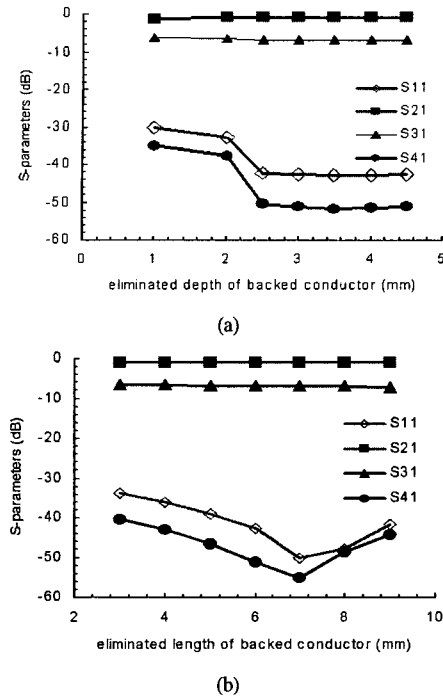 0
-10
-20
-30
-40
-50
-60
S-parameters (dB)
S11
S21
S31
S41
0 1 2 3 4 5
eliminated depth of backed conductor (mm)
(a)
0
-10
-20
-30
-40
-50
-60
S-parameters (dB)
S11
S21
S31
S41
2 4 6 8 10
eliminated length of backed conductor (mm)
(b)